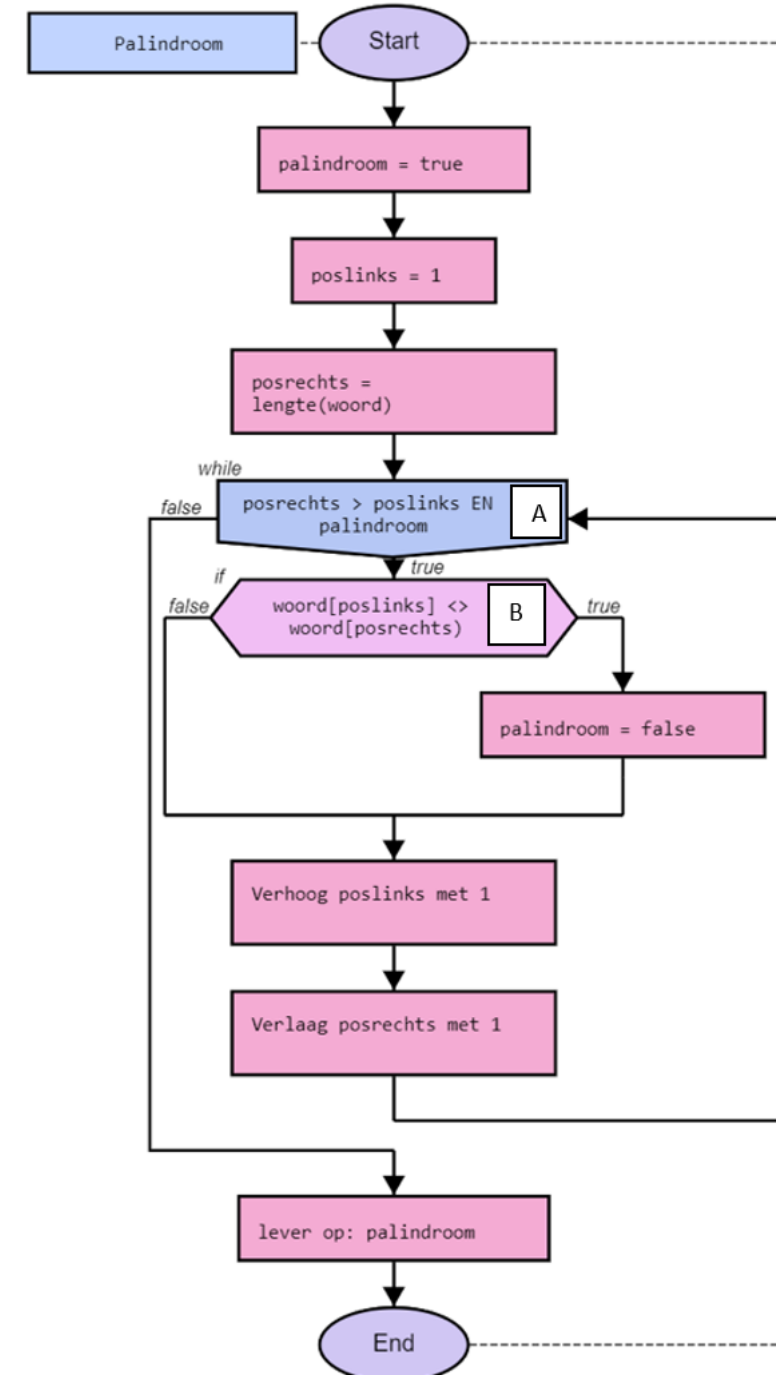 Palindroom
Start
palindroom = true
poslinks = 1
posrechts =
lengte(woord)
while
false
posrechts > poslinks EN
palindroom
A
true
if
false
woord[poslinks] <>
woord[posrechts)
B
true
palindroom = false
Verhoog poslinks met 1
Verlaag posrechts met 1
lever op: palindroom
End